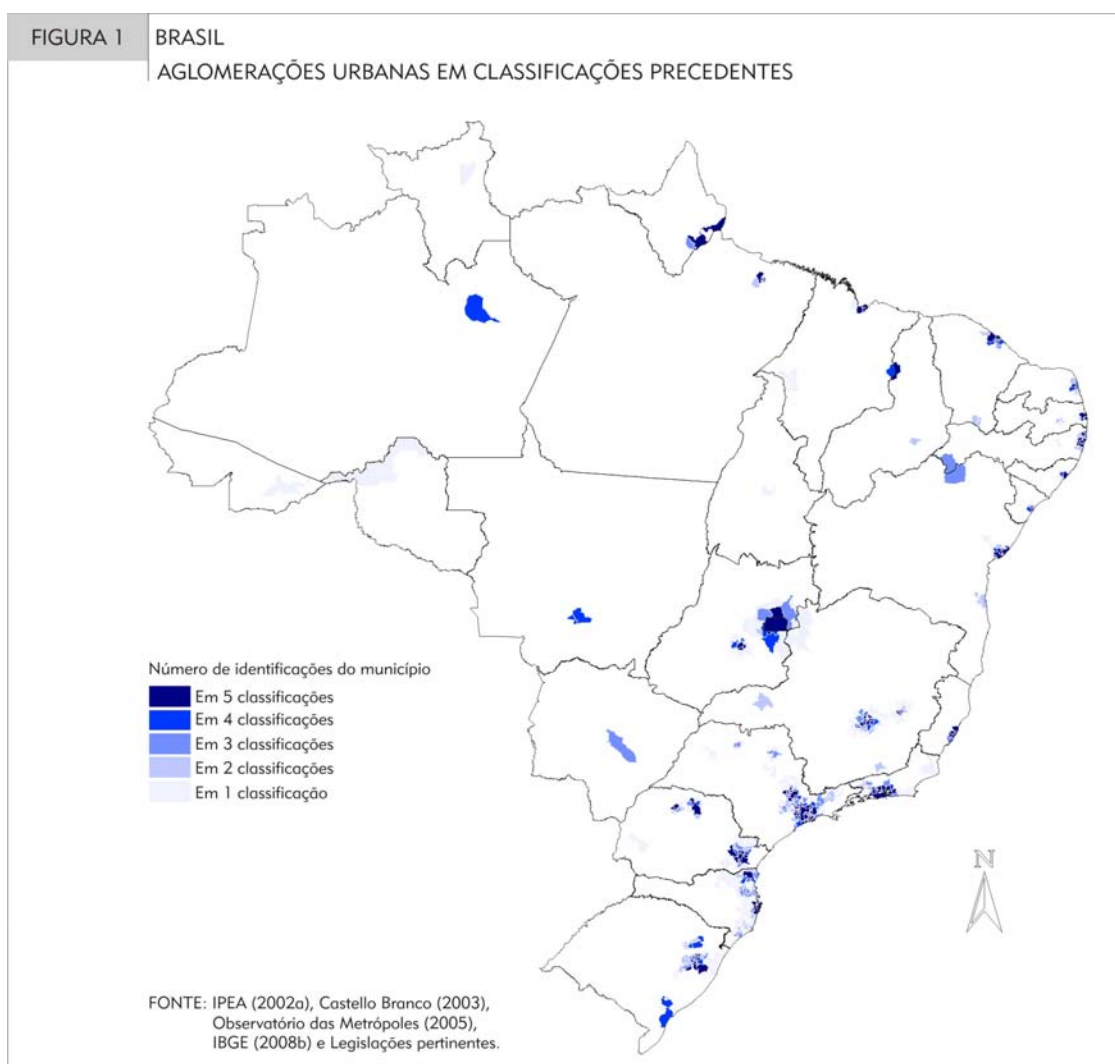 FIGURA 1
BRASIL
AGLOMERAÇÕES URBANAS EM CLASSIFICAÇÕES PRECEDENTES
Número de identificações do município
Em 5 classificações
Em 4 classificações
Em 3 classificações
Em 2 classificações
Em 1 classificação
N
FONTE: IPEA (2002a), Castello Branco (2003),
Observatório das Metrópoles (2005),
IBGE (2008b) e Legislações pertinentes.